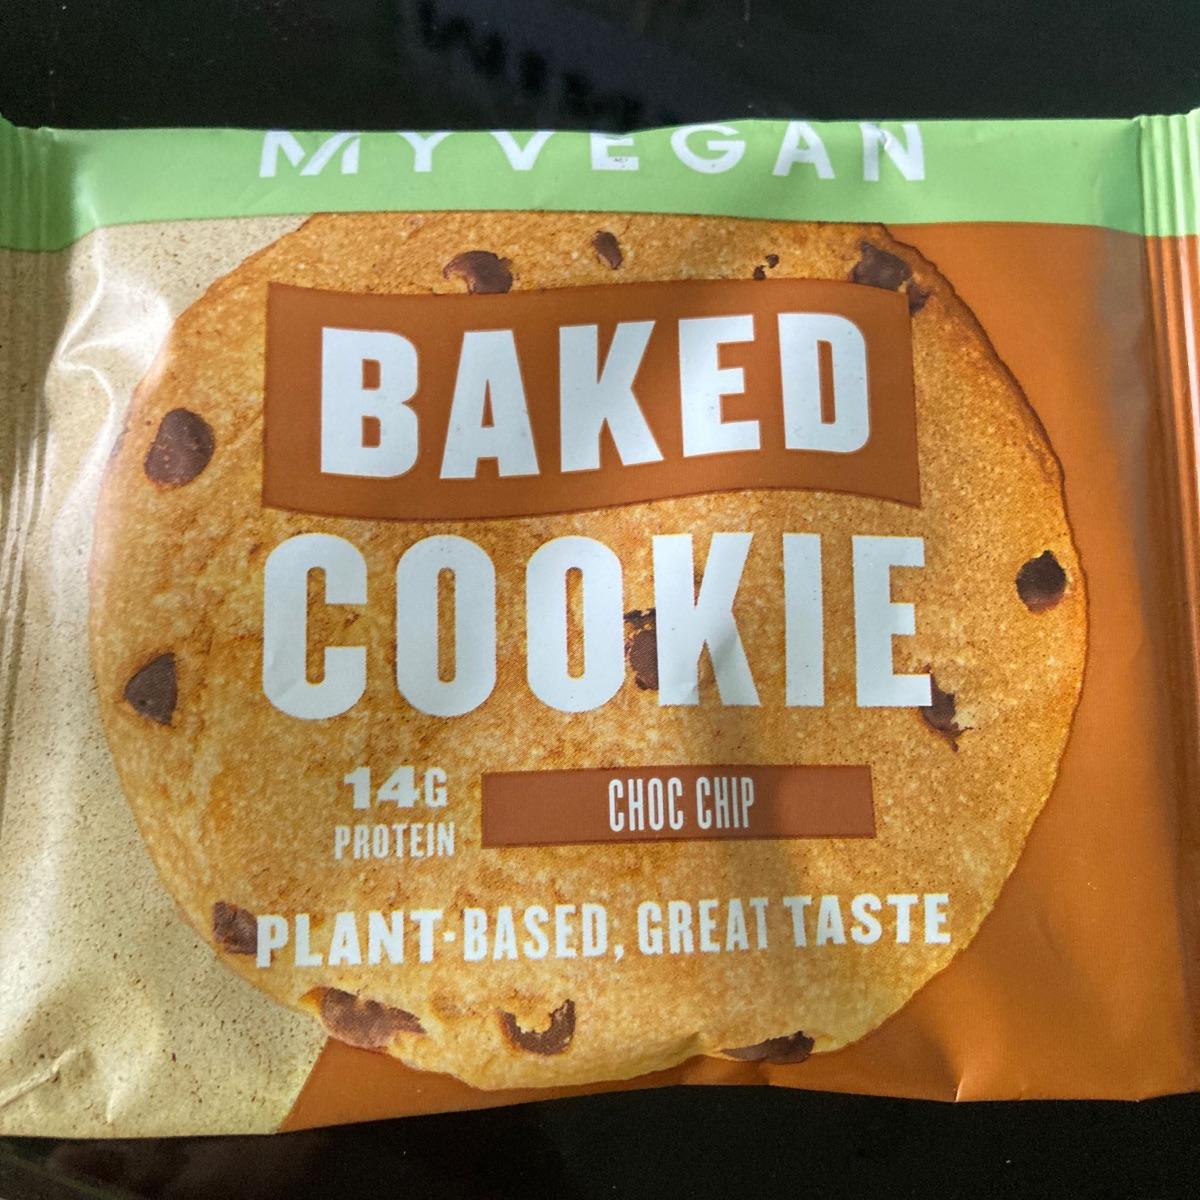 MYVEGAN
BAKED
COOKIE
14G
PROTEIN
CHOC CHIP
PLANT-BASED, GREAT TASTE